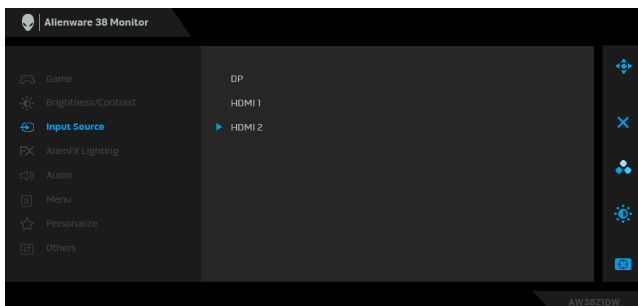 Alienware 38 Monitor
Game
Brightness/Contrast
Input Source
AlienFX Lighting
Audio
Menu
Personalize
Others
DP
HDMI 1
HDMI 2
AW3821DW